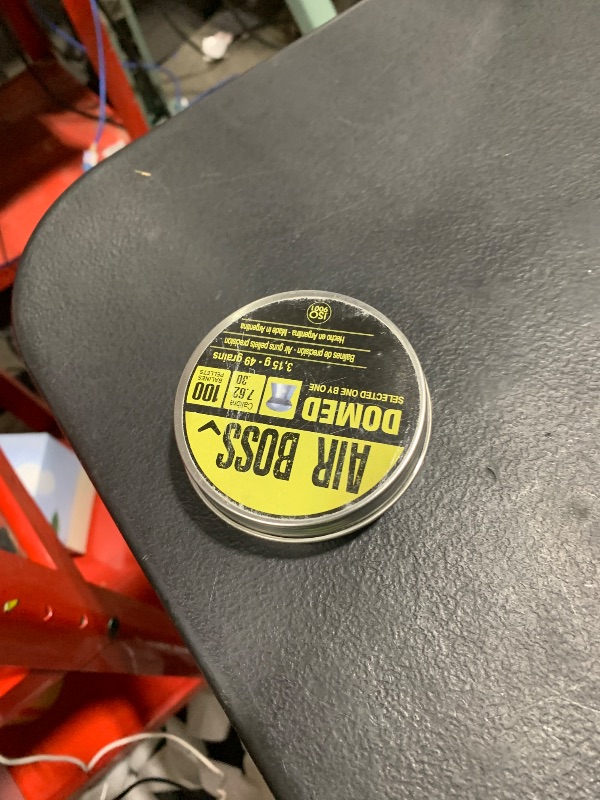 AIR BOSS
DOMED
SELECTED ONE BY ONE
Calibre
7.62
30
100
BALINES
PELLETS
3,15 g - 49 grains
Balines de precisión - Air guns pellets precision
Hecho en Argentina - Made in Argentina
ISO
9001